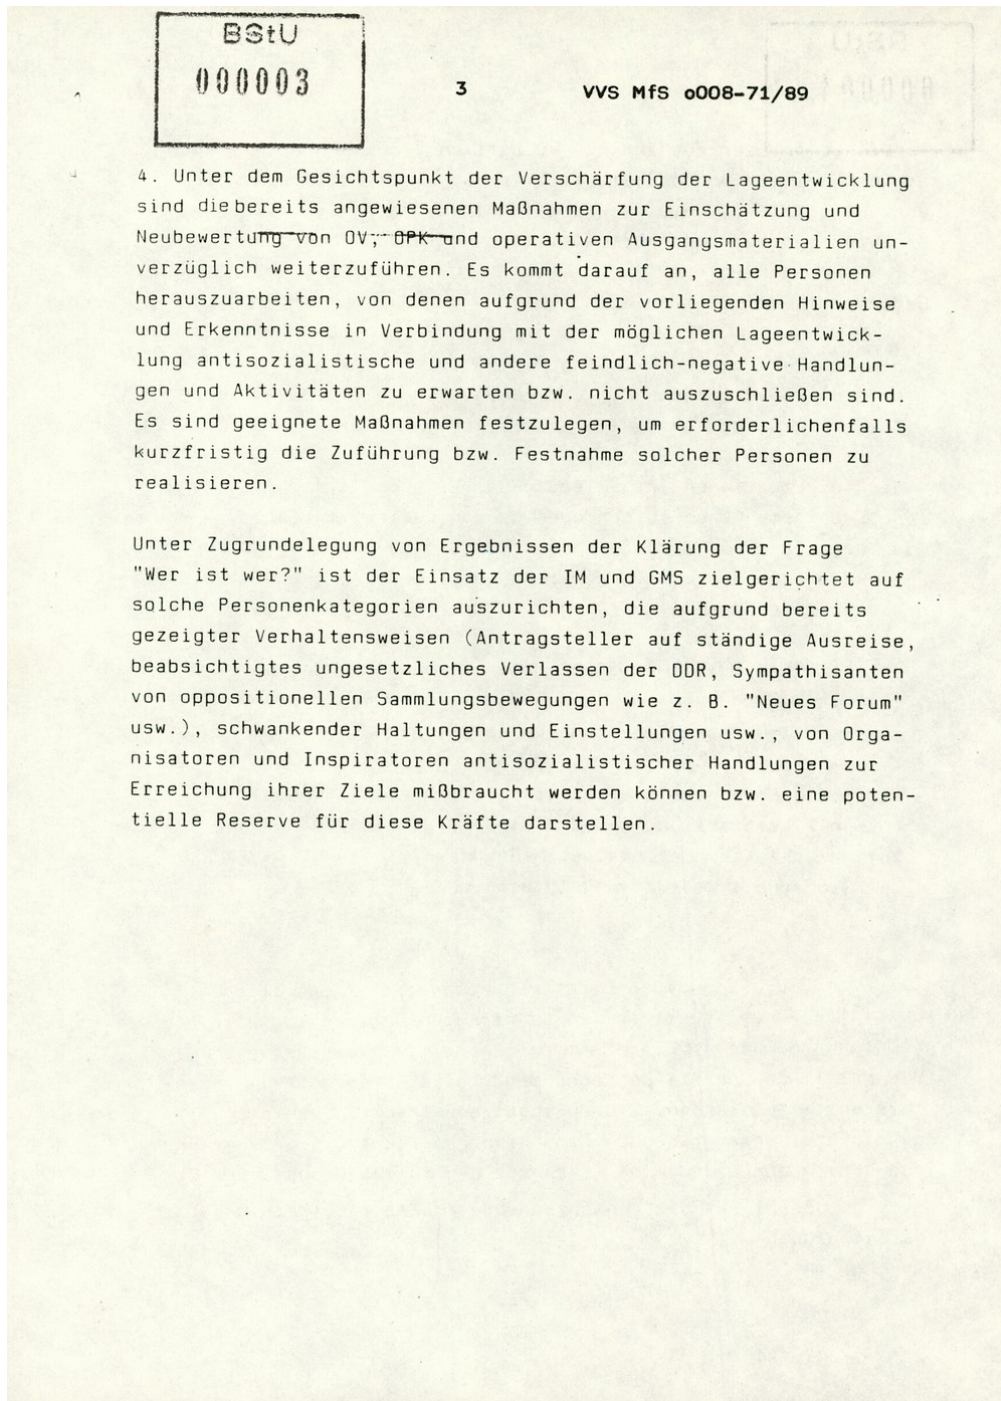 BStU
000003
3
VVS MfS o008-71/89
4. Unter dem Gesichtspunkt der Verschärfung der Lageentwicklung
sind die bereits angewiesenen Maßnahmen zur Einschätzung und
Neubewertung von OV, OPK und operativen Ausgangsmaterialien un-
verzüglich weiterzuführen. Es kommt darauf an, alle Personen
herauszuarbeiten, von denen aufgrund der vorliegenden Hinweise
und Erkenntnisse in Verbindung mit der möglichen Lageentwick-
lung antisozialistische und andere feindlich-negative Handlun-
gen und Aktivitäten zu erwarten bzw. nicht auszuschließen sind.
Es sind geeignete Maßnahmen festzulegen, um erforderlichenfalls
kurzfristig die Zuführung bzw. Festnahme solcher Personen zu
realisieren.
Unter Zugrundelegung von Ergebnissen der Klärung der Frage
"Wer ist wer?" ist der Einsatz der IM und GMS zielgerichtet auf
solche Personenkategorien auszurichten, die aufgrund bereits
gezeigter Verhaltensweisen (Antragsteller auf ständige Ausreise,
beabsichtigtes ungesetzliches Verlassen der DDR, Sympathisanten
von oppositionellen Sammlungsbewegungen wie z. B. "Neues Forum"
usw.), schwankender Haltungen und Einstellungen usw., von Orga-
nisatoren und Inspiratoren antisozialistischer Handlungen zur
Erreichung ihrer Ziele mißbraucht werden können bzw. eine poten-
tielle Reserve für diese Kräfte darstellen.